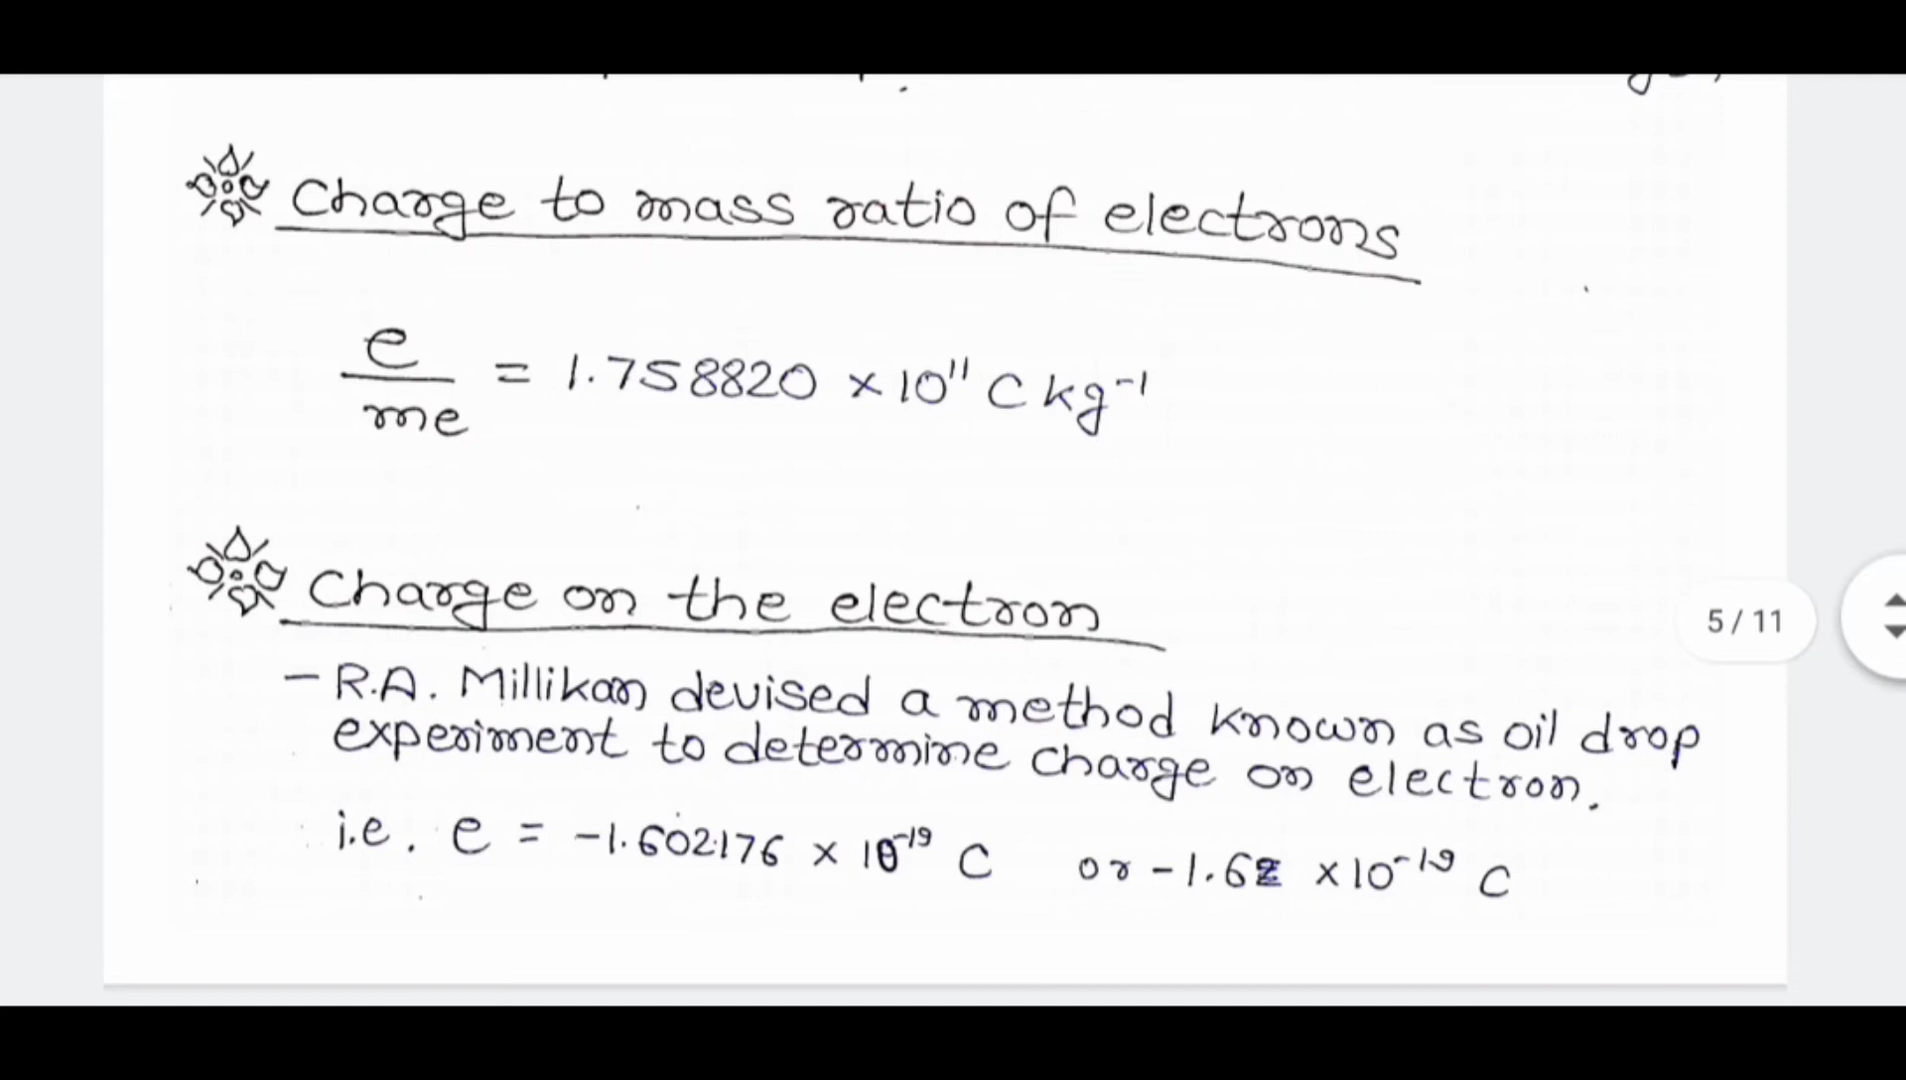 Charge to mass ratio of electrons
e/me = 1.758820 ×10¹¹ C kg⁻¹
Charge on the electron
– R.A. Millikan devised a method known as oil drop
experiment to determine charge on electron.
i.e. e = -1.602176 × 10⁻¹⁹ C or -1.6 ×10⁻¹⁹ C
5 / 11